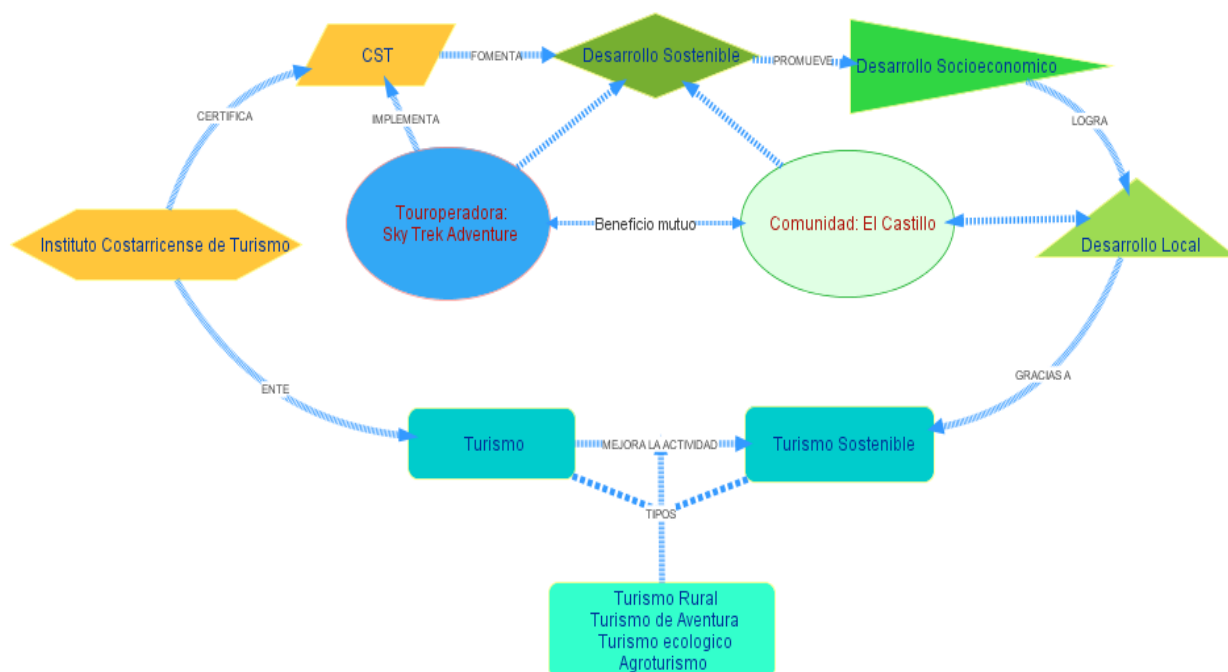 CST
FOMENTA
Desarrollo Sostenible
PROMUEVE
Desarrollo Socioeconomico
CERTIFICA
IMPLEMENTA
LOGRA
Touroperadora:
Sky Trek Adventure
Beneficio mutuo
Comunidad: El Castillo
Instituto Costarricense de Turismo
Desarrollo Local
ENTE
GRACIAS A
Turismo
MEJORA LA ACTIVIDAD
Turismo Sostenible
TIPOS
Turismo Rural
Turismo de Aventura
Turismo ecologico
Agroturismo